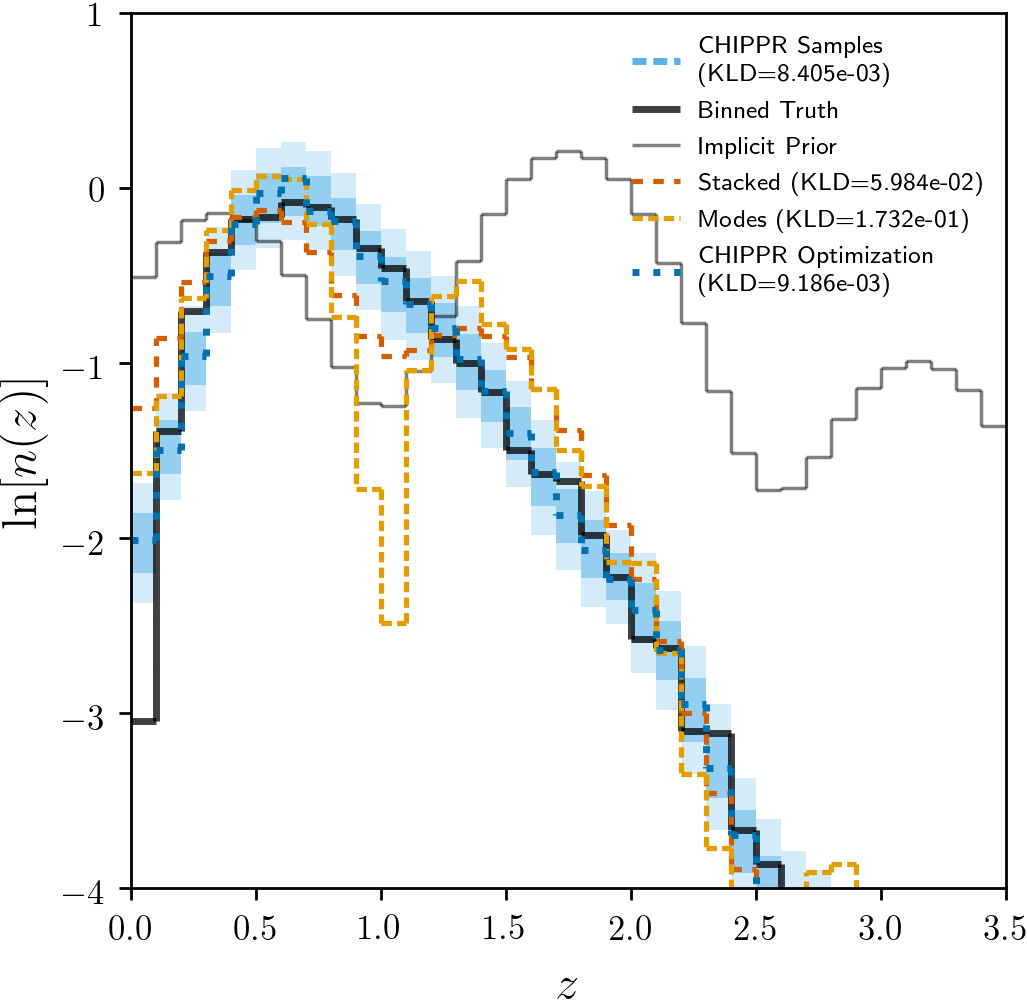 CHIPPR Samples
(KLD=8.405e-03)
Binned Truth
Implicit Prior
Stacked (KLD=5.984e-02)
Modes (KLD=1.732e-01)
CHIPPR Optimization
(KLD=9.186e-03)
1
0
−1
−2
−3
−4
ln[n(z)]
0.0 0.5 1.0 1.5 2.0 2.5 3.0 3.5
z